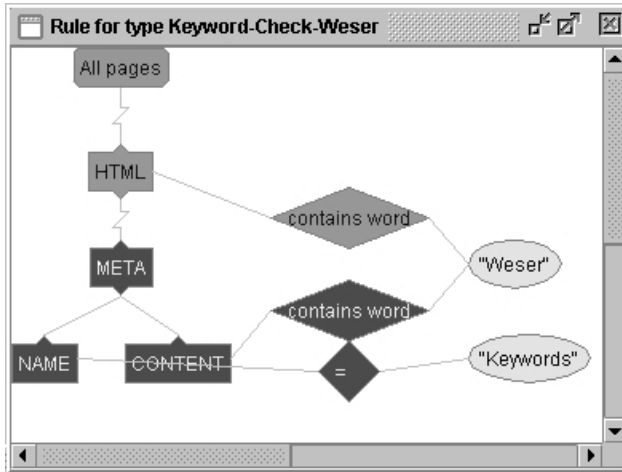 Rule for type Keyword-Check-Weser
All pages
HTML
contains word
META
"Weser"
contains word
NAME
CONTENT
=
"Keywords"